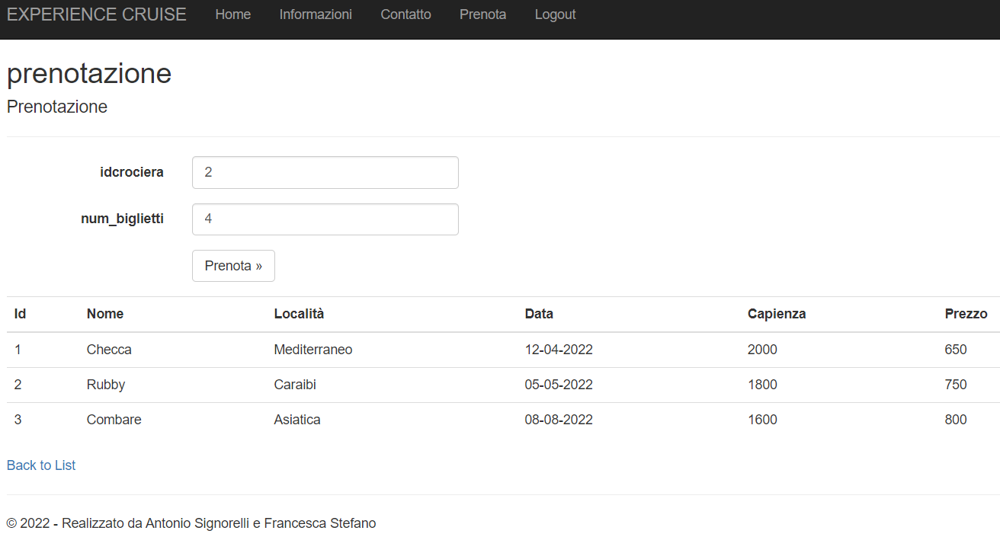 EXPERIENCE CRUISE Home Informazioni Contatto Prenota Logout
prenotazione
Prenotazione
idcrociera 2
num_biglietti 4
Prenota »
Id Nome Località Data Capienza Prezzo
1 Checca Mediterraneo 12-04-2022 2000 650
2 Rubby Caraibi 05-05-2022 1800 750
3 Combare Asiatica 08-08-2022 1600 800
Back to List
© 2022 - Realizzato da Antonio Signorelli e Francesca Stefano